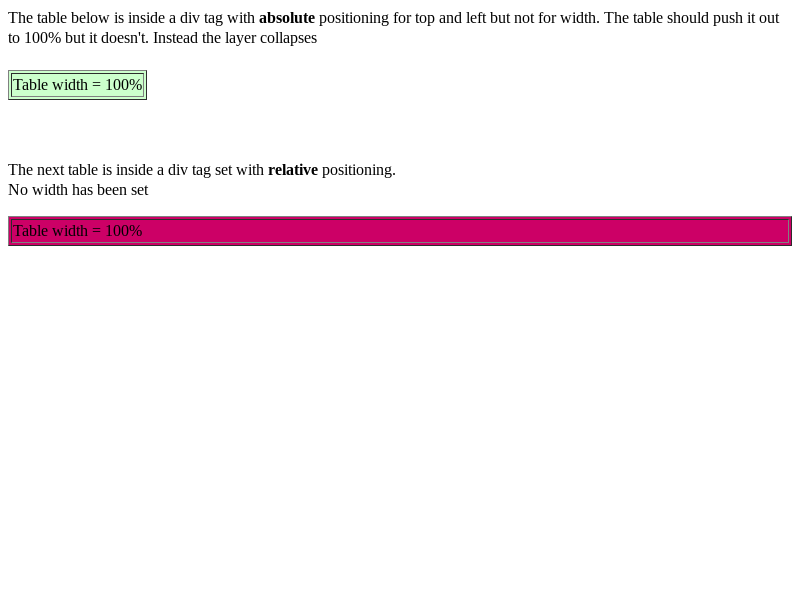 The table below is inside a div tag with absolute positioning for top and left but not for width. The table should push it out
to 100% but it doesn't. Instead the layer collapses
Table width = 100%
The next table is inside a div tag set with relative positioning.
No width has been set
Table width = 100%